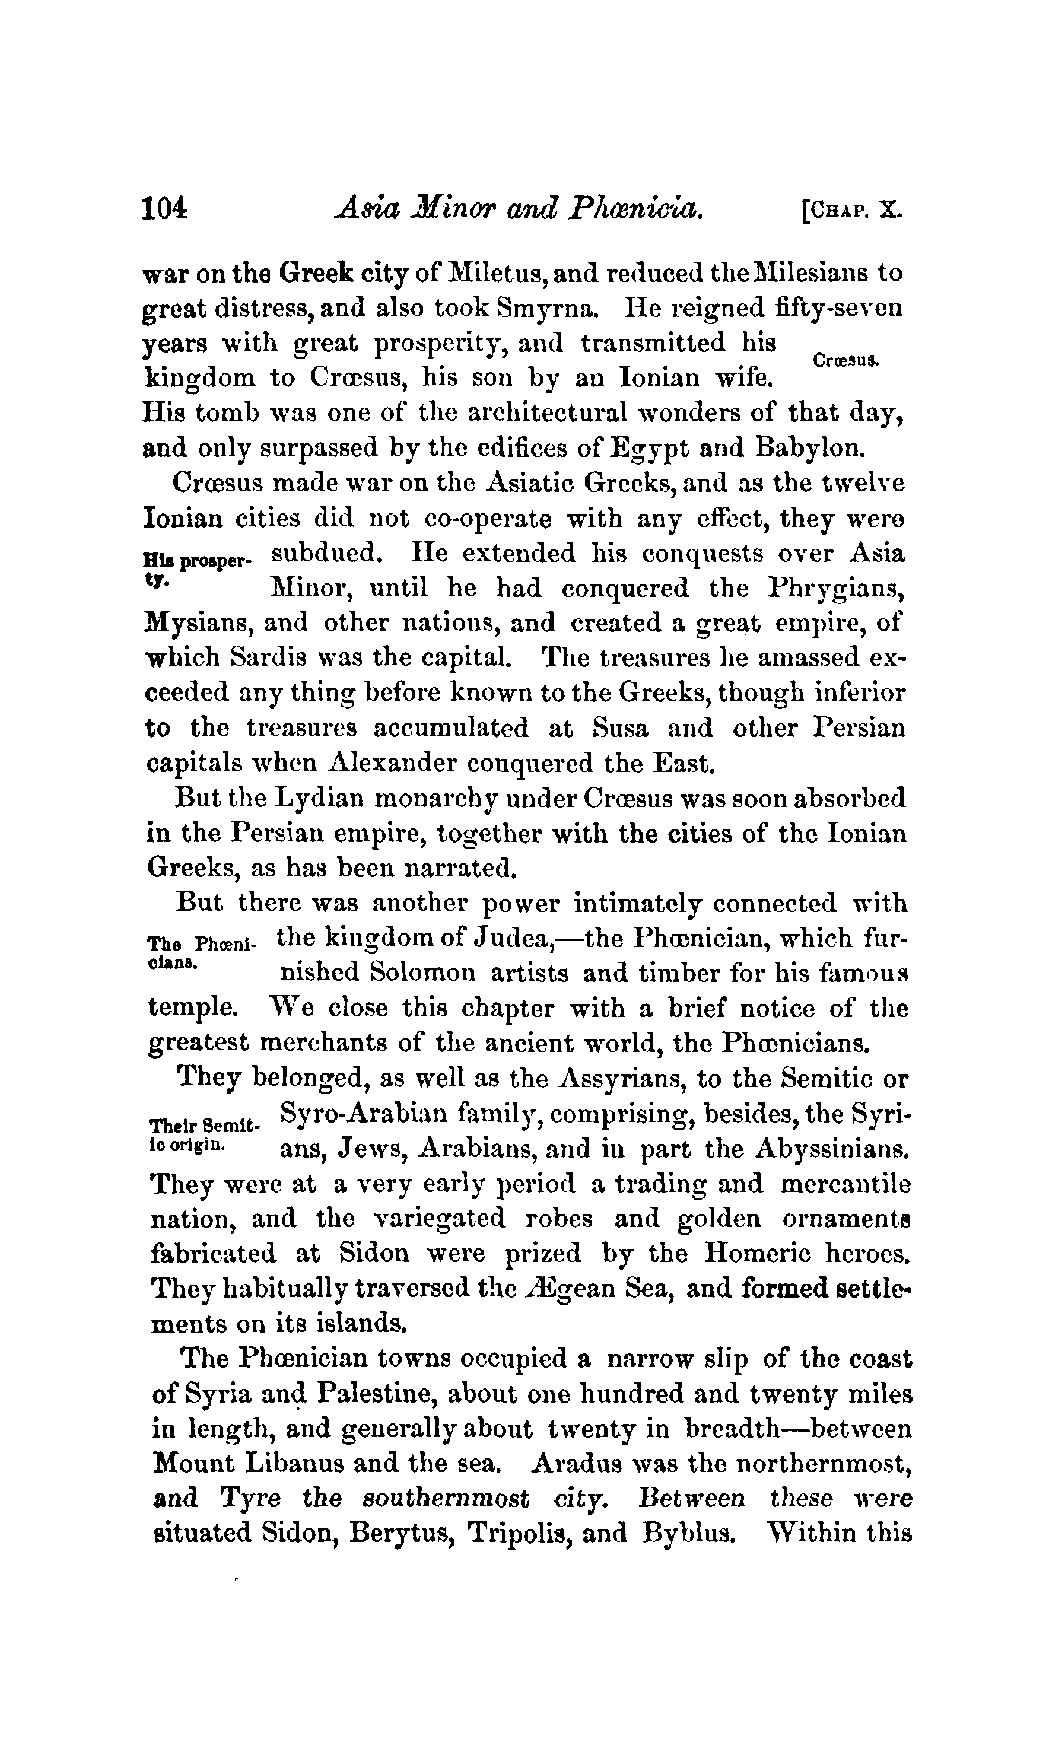 104 Asia Minor and Phœnicia. [CHAP. X.
war on the Greek city of Miletus, and reduced the Milesians to
great distress, and also took Smyrna. He reigned fifty-seven
years with great prosperity, and transmitted his
Crœsus.
kingdom to Crœsus, his son by an Ionian wife.
His tomb was one of the architectural wonders of that day,
and only surpassed by the edifices of Egypt and Babylon.
Crœsus made war on the Asiatic Greeks, and as the twelve
Ionian cities did not co-operate with any effect, they were
His prosper- subdued. He extended his conquests over Asia
ty. Minor, until he had conquered the Phrygians,
Mysians, and other nations, and created a great empire, of
which Sardis was the capital. The treasures he amassed ex-
ceeded any thing before known to the Greeks, though inferior
to the treasures accumulated at Susa and other Persian
capitals when Alexander conquered the East.
But the Lydian monarchy under Crœsus was soon absorbed
in the Persian empire, together with the cities of the Ionian
Greeks, as has been narrated.
But there was another power intimately connected with
The Phœni- the kingdom of Judea,—the Phœnician, which fur-
cians. nished Solomon artists and timber for his famous
temple. We close this chapter with a brief notice of the
greatest merchants of the ancient world, the Phœnicians.
They belonged, as well as the Assyrians, to the Semitic or
Their Semit- Syro-Arabian family, comprising, besides, the Syri-
ic origin. ans, Jews, Arabians, and in part the Abyssinians.
They were at a very early period a trading and mercantile
nation, and the variegated robes and golden ornaments
fabricated at Sidon were prized by the Homeric heroes.
They habitually traversed the Ægean Sea, and formed settle-
ments on its islands.
The Phœnician towns occupied a narrow slip of the coast
of Syria and Palestine, about one hundred and twenty miles
in length, and generally about twenty in breadth—between
Mount Libanus and the sea. Aradus was the northernmost,
and Tyre the southernmost city. Between these were
situated Sidon, Berytus, Tripolis, and Byblus. Within this